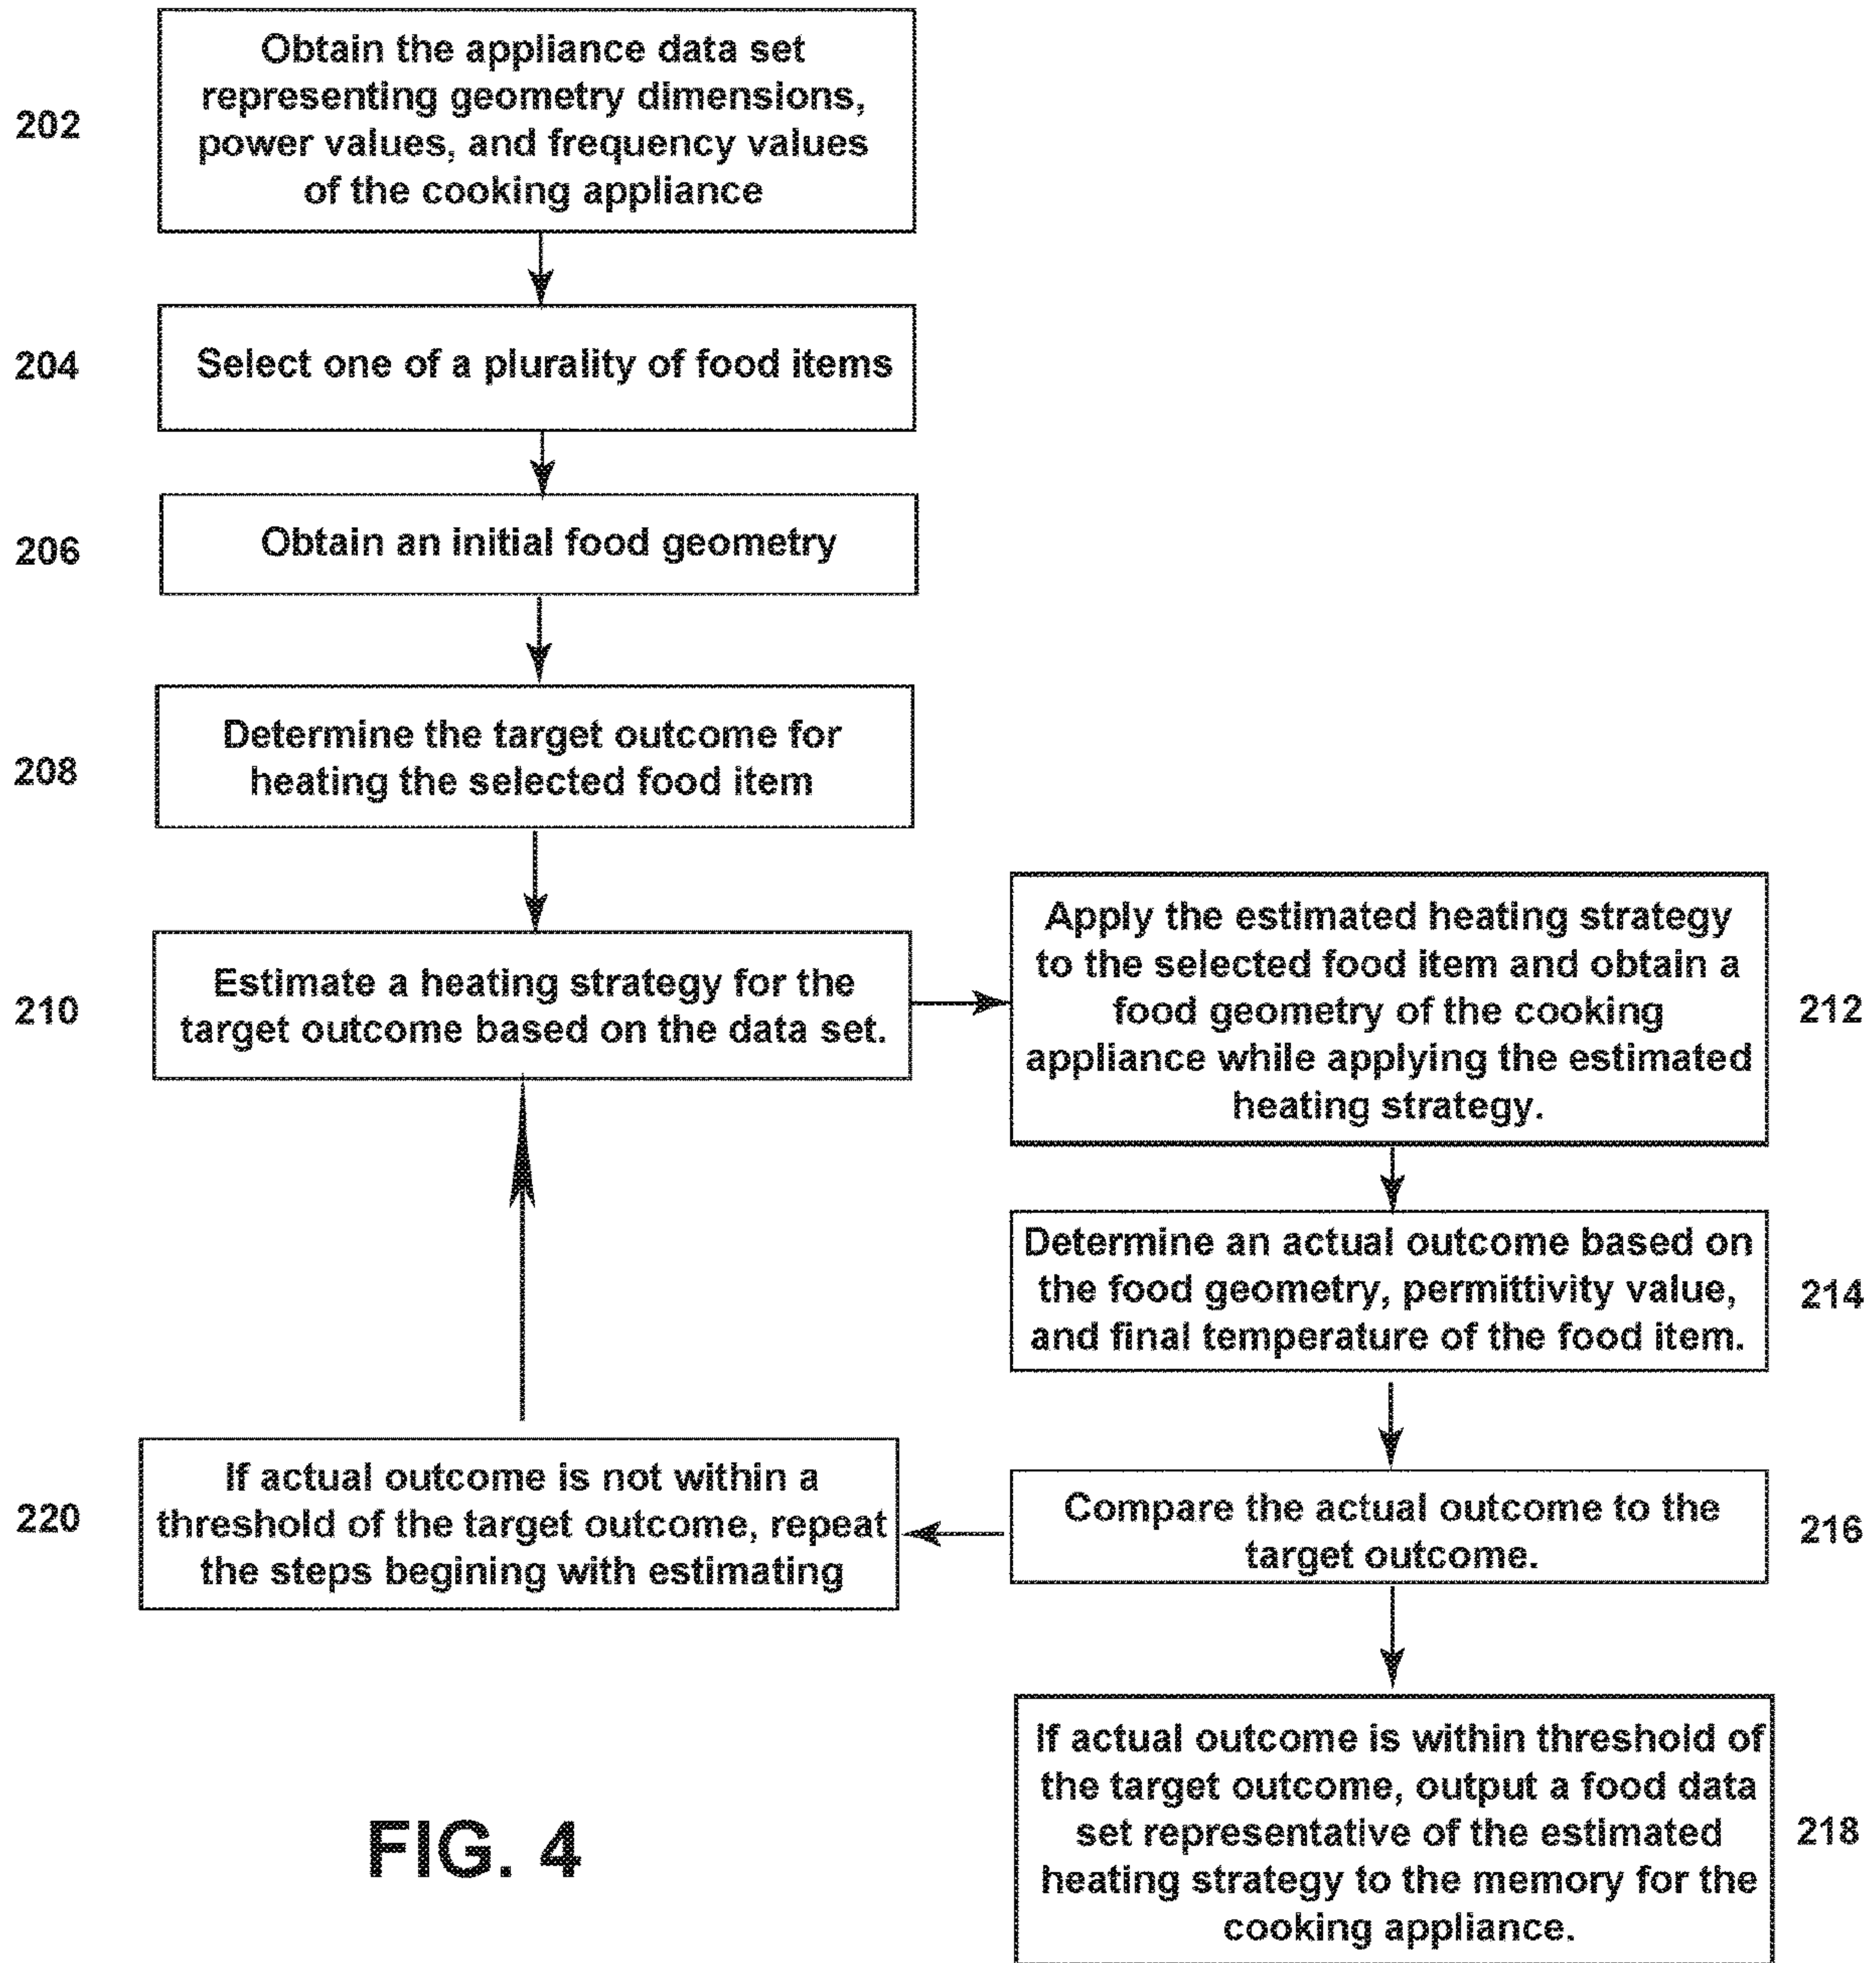 202
Obtain the appliance data set
representing geometry dimensions,
power values, and frequency values
of the cooking appliance
204
Select one of a plurality of food items
206
Obtain an initial food geometry
208
Determine the target outcome for
heating the selected food item
210
Estimate a heating strategy for the
target outcome based on the data set.
Apply the estimated heating strategy
to the selected food item and obtain a
food geometry of the cooking
appliance while applying the estimated
heating strategy.
212
Determine an actual outcome based on
the food geometry, permittivity value,
and final temperature of the food item.
214
Compare the actual outcome to the
target outcome.
216
220
If actual outcome is not within a
threshold of the target outcome, repeat
the steps begining with estimating
If actual outcome is within threshold of
the target outcome, output a food data
set representative of the estimated
heating strategy to the memory for the
cooking appliance.
218
FIG. 4